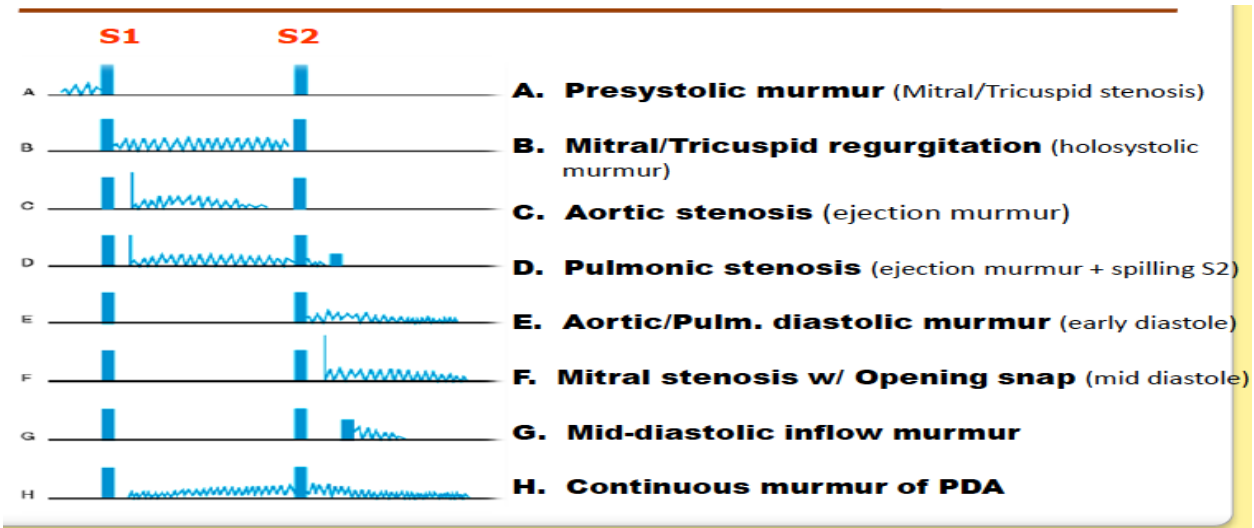 S1 S2
A A. Presystolic murmur (Mitral/Tricuspid stenosis)
B B. Mitral/Tricuspid regurgitation (holosystolic
murmur)
C C. Aortic stenosis (ejection murmur)
D D. Pulmonic stenosis (ejection murmur + spilling S2)
E E. Aortic/Pulm. diastolic murmur (early diastole)
F F. Mitral stenosis w/ Opening snap (mid diastole)
G G. Mid-diastolic inflow murmur
H H. Continuous murmur of PDA